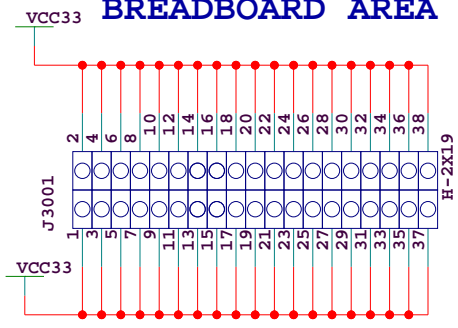 BREADBOARD AREA
VCC33
2 4 6 8 10 12 14 16 18 20 22 24 26 28 30 32 34 36 38
J3001
H-2X19
1 3 5 7 9 11 13 15 17 19 21 23 25 27 29 31 33 35 37
VCC33